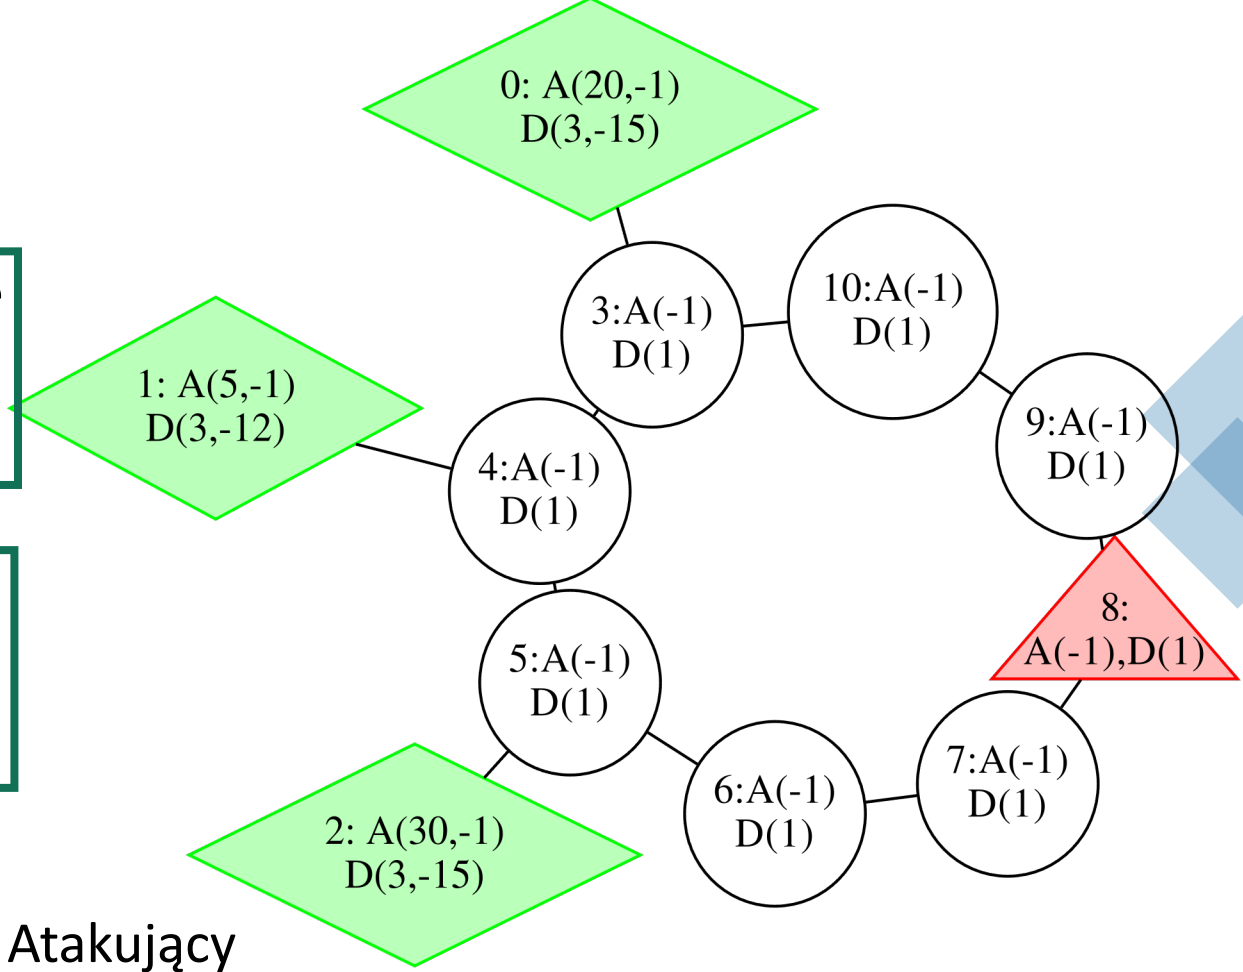 0: A(20,-1)
D(3,-15)
3:A(-1)
D(1)
10:A(-1)
D(1)
1: A(5,-1)
D(3,-12)
9:A(-1)
D(1)
4:A(-1)
D(1)
8:
A(-1),D(1)
5:A(-1)
D(1)
7:A(-1)
D(1)
6:A(-1)
D(1)
2: A(30,-1)
D(3,-15)
Atakujący